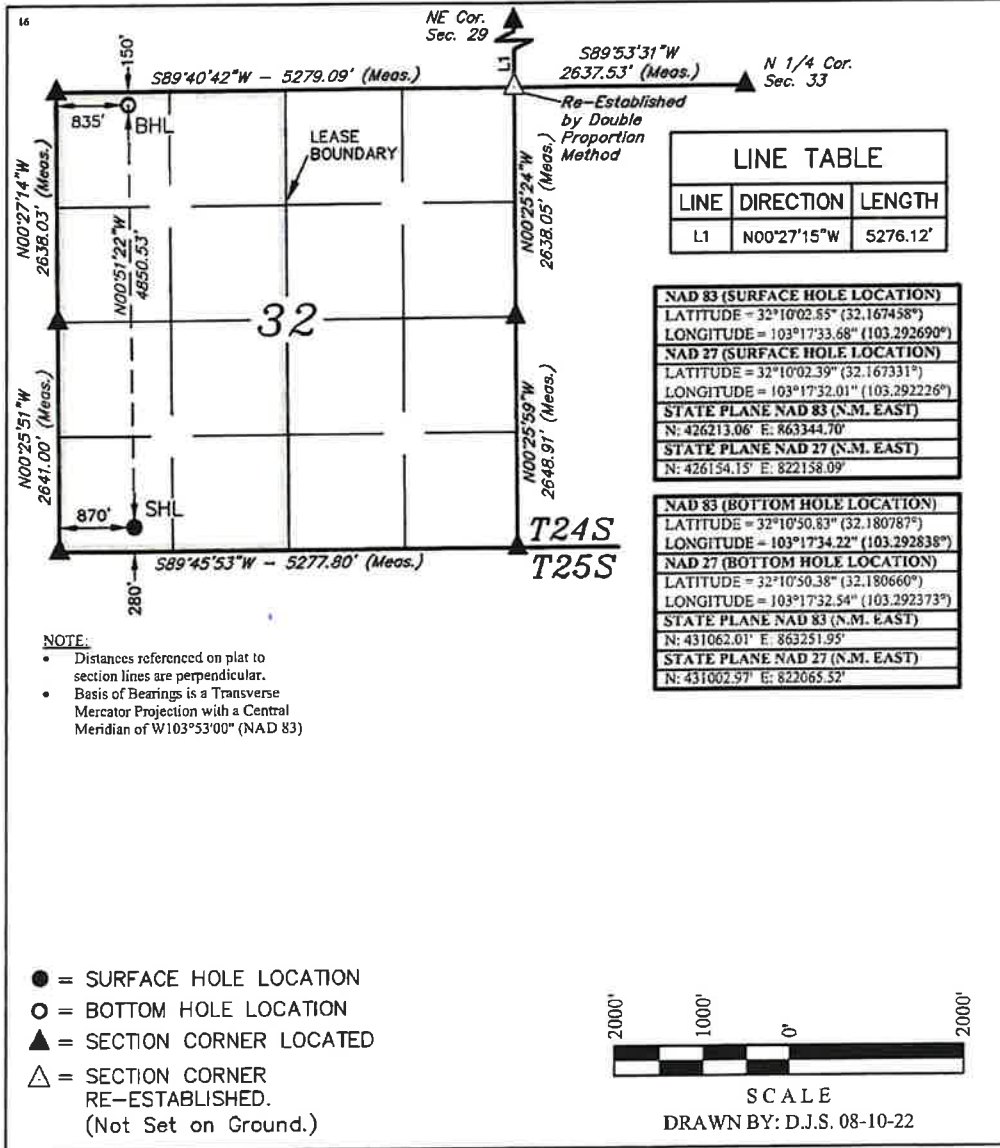 16
NE Cor.
Sec. 29
L1
S89°53'31"W
2637.53' (Meas.)
N 1/4 Cor.
Sec. 33
150'
S89°40'42"W – 5279.09' (Meas.)
Re-Established
by Double
Proportion
Method
835'
BHL
LEASE
BOUNDARY
N00°27'14"W
2638.03' (Meas.)
N00°51'22"W
4850.53'
N00°25'24"W
2638.05' (Meas.)
32
N00°25'51"W
2641.00' (Meas.)
N00°25'59"W
2648.91' (Meas.)
870'
SHL
T24S
T25S
S89°45'53"W – 5277.80' (Meas.)
280'
LINE TABLE
LINE DIRECTION LENGTH
L1 N00°27'15"W 5276.12'
NAD 83 (SURFACE HOLE LOCATION)
LATITUDE = 32°10'02.85" (32.167458°)
LONGITUDE = 103°17'33.68" (103.292690°)
NAD 27 (SURFACE HOLE LOCATION)
LATITUDE = 32°10'02.39" (32.167331°)
LONGITUDE = 103°17'32.01" (103.292226°)
STATE PLANE NAD 83 (N.M. EAST)
N: 426213.06' E: 863344.70'
STATE PLANE NAD 27 (N.M. EAST)
N: 426154.15' E: 822158.09'
NAD 83 (BOTTOM HOLE LOCATION)
LATITUDE = 32°10'50.83" (32.180787°)
LONGITUDE = 103°17'34.22" (103.292838°)
NAD 27 (BOTTOM HOLE LOCATION)
LATITUDE = 32°10'50.38" (32.180660°)
LONGITUDE = 103°17'32.54" (103.292373°)
STATE PLANE NAD 83 (N.M. EAST)
N: 431062.01' E: 863251.95'
STATE PLANE NAD 27 (N.M. EAST)
N: 431002.97' E: 822065.52'
NOTE:
• Distances referenced on plat to
section lines are perpendicular.
• Basis of Bearings is a Transverse
Mercator Projection with a Central
Meridian of W103°53'00" (NAD 83)
= SURFACE HOLE LOCATION
= BOTTOM HOLE LOCATION
= SECTION CORNER LOCATED
= SECTION CORNER
RE-ESTABLISHED.
(Not Set on Ground.)
2000' 1000' 0' 2000'
SCALE
DRAWN BY: D.J.S. 08-10-22